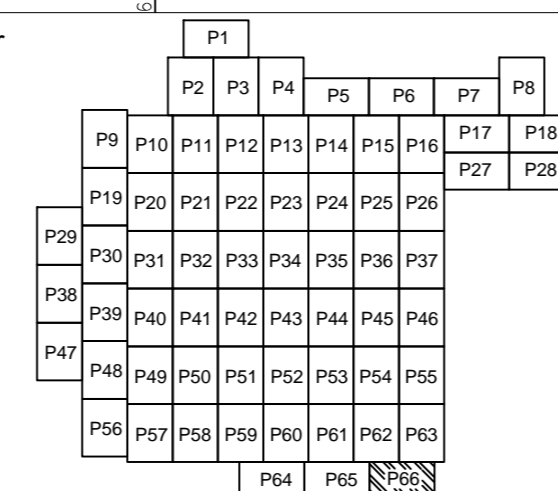 6
r
P1
P2 P3 P4 P5 P6 P7 P8
P9 P10 P11 P12 P13 P14 P15 P16 P17 P18
P19 P20 P21 P22 P23 P24 P25 P26 P27 P28
P29 P30 P31 P32 P33 P34 P35 P36 P37
P38 P39 P40 P41 P42 P43 P44 P45 P46
P47 P48 P49 P50 P51 P52 P53 P54 P55
P56 P57 P58 P59 P60 P61 P62 P63
P64 P65 P66